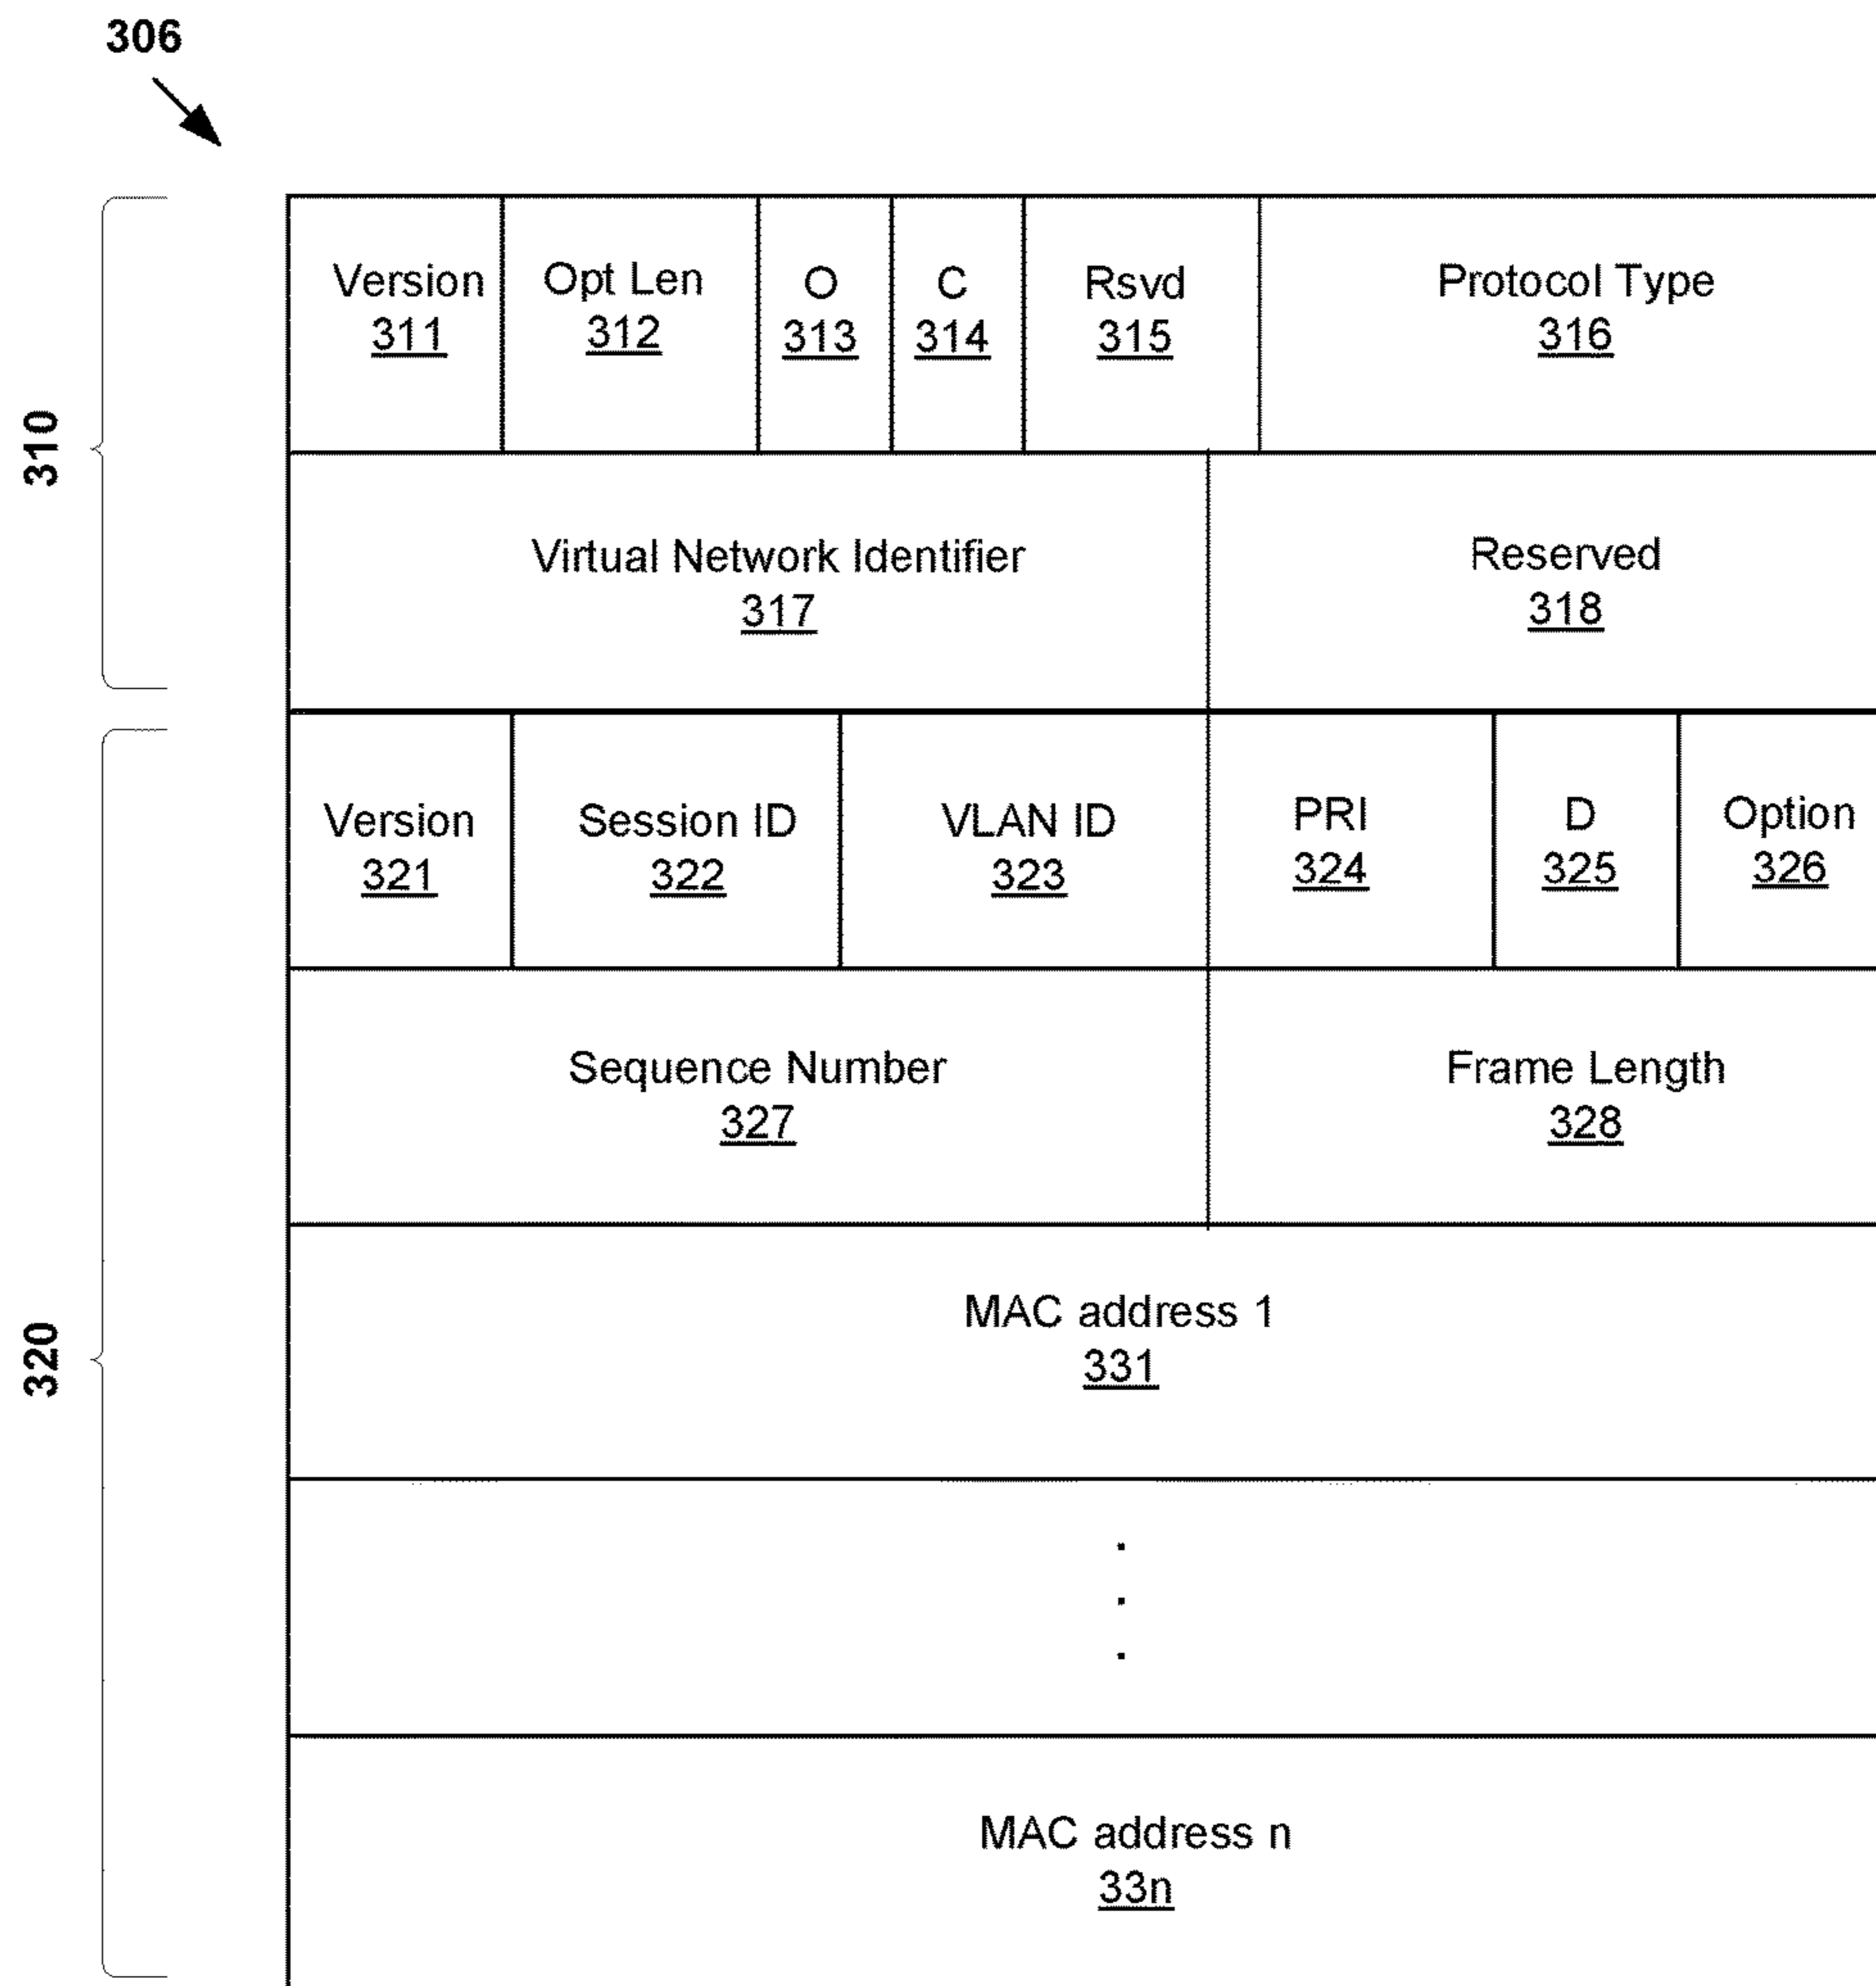 306
310
Version Opt Len O C Rsvd Protocol Type
311 312 313 314 315 316
Virtual Network Identifier Reserved
317 318
320
Version Session ID VLAN ID PRI D Option
321 322 323 324 325 326
Sequence Number Frame Length
327 328
MAC address 1
331
.
.
.
MAC address n
33n